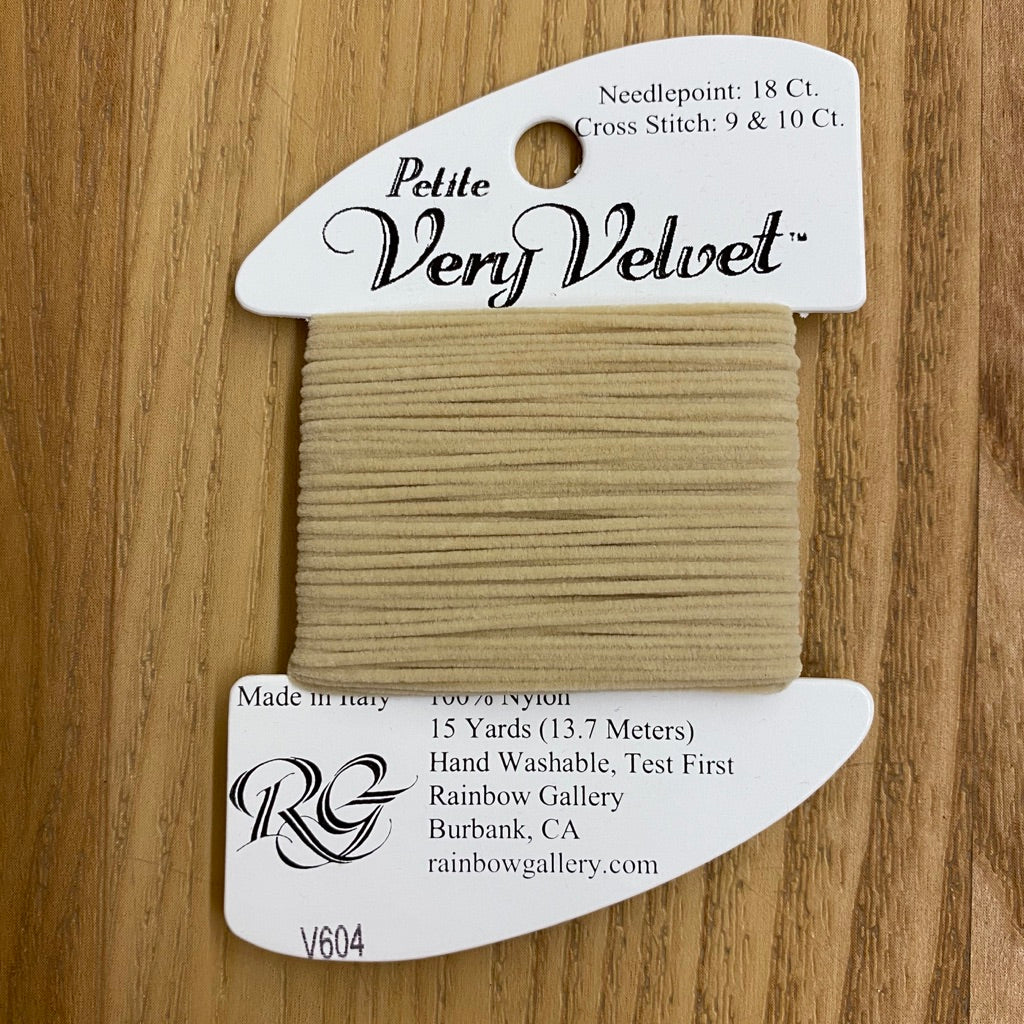 Needlepoint: 18 Ct.
Cross Stitch: 9 & 10 Ct.
Petite
Very Velvet™
Made in Italy
100% Nylon
15 Yards (13.7 Meters)
Hand Washable, Test First
Rainbow Gallery
Burbank, CA
rainbowgallery.com
RG
V604